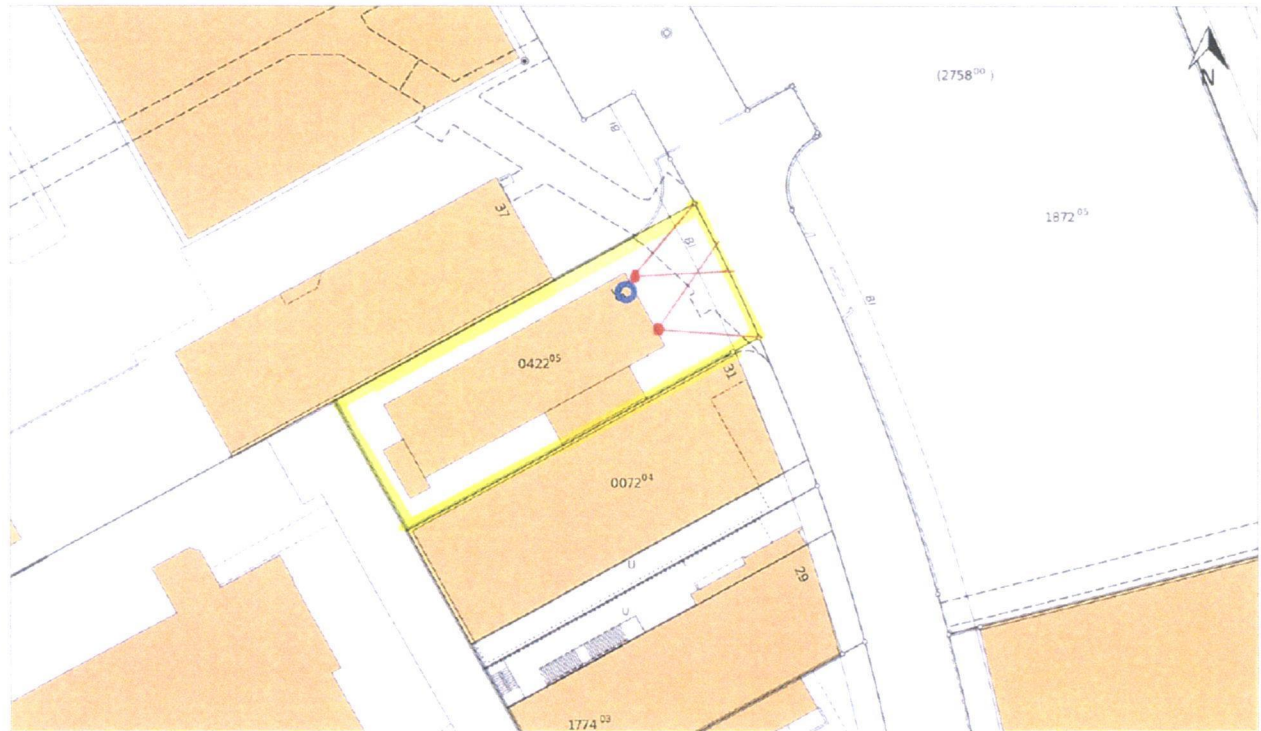 (2758⁰⁰)
N
BI
1872⁰⁵
37
BI
BI
0422⁰⁵
31
0072⁰⁴
U
29
U
1774⁰³